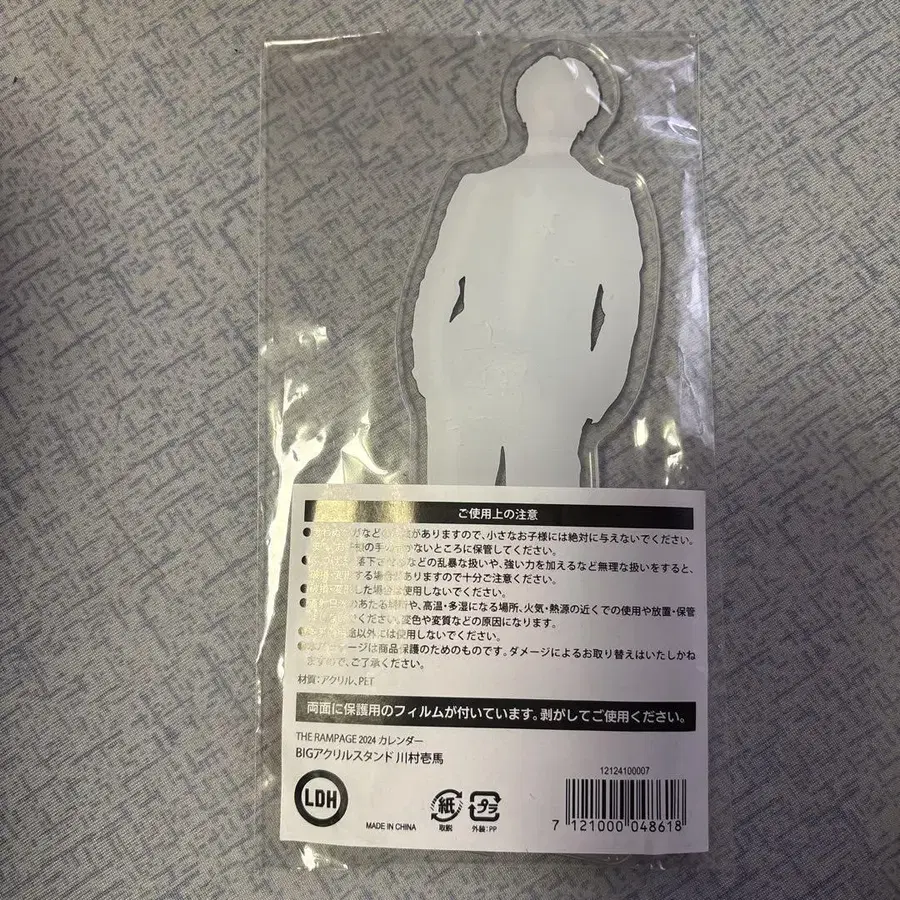 ご使用上の注意
がありますので、小さなお子様には絶対に与えないでください。
かないところに保管してください。
などの乱暴な扱いや、強い力を加えるなど無理な扱いをすると、
する場合がありますので十分ご注意ください。
した場合は使用しないでください。
のあたる場所や、高温・多湿になる場所、火気・熱源の近くでの使用や放置・保管
ください。変色や変質などの原因になります。
以外には使用しないでください。
は商品保護のためのものです。ダメージによるお取り替えはいたしかね
ますので、ご了承ください。
材質:アクリル、PET
両面に保護用のフィルムが付いています。剥がしてご使用ください。
THE RAMPAGE 2024 カレンダー
BIGアクリルスタンド 川村壱馬
LDH
MADE IN CHINA
紙
取説
プラ
外装:PP
12124100007
7 121000 048618